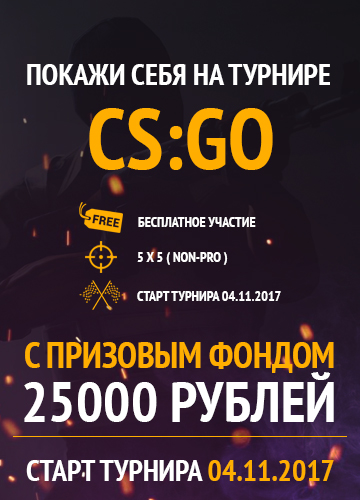 ПОКАЖИ СЕБЯ НА ТУРНИРЕ
CS:GO
FREE
БЕСПЛАТНОЕ УЧАСТИЕ
5 X 5 ( NON-PRO )
СТАРТ ТУРНИРА 04.11.2017
С ПРИЗОВЫМ ФОНДОМ
25000 РУБЛЕЙ
СТАРТ ТУРНИРА 04.11.2017